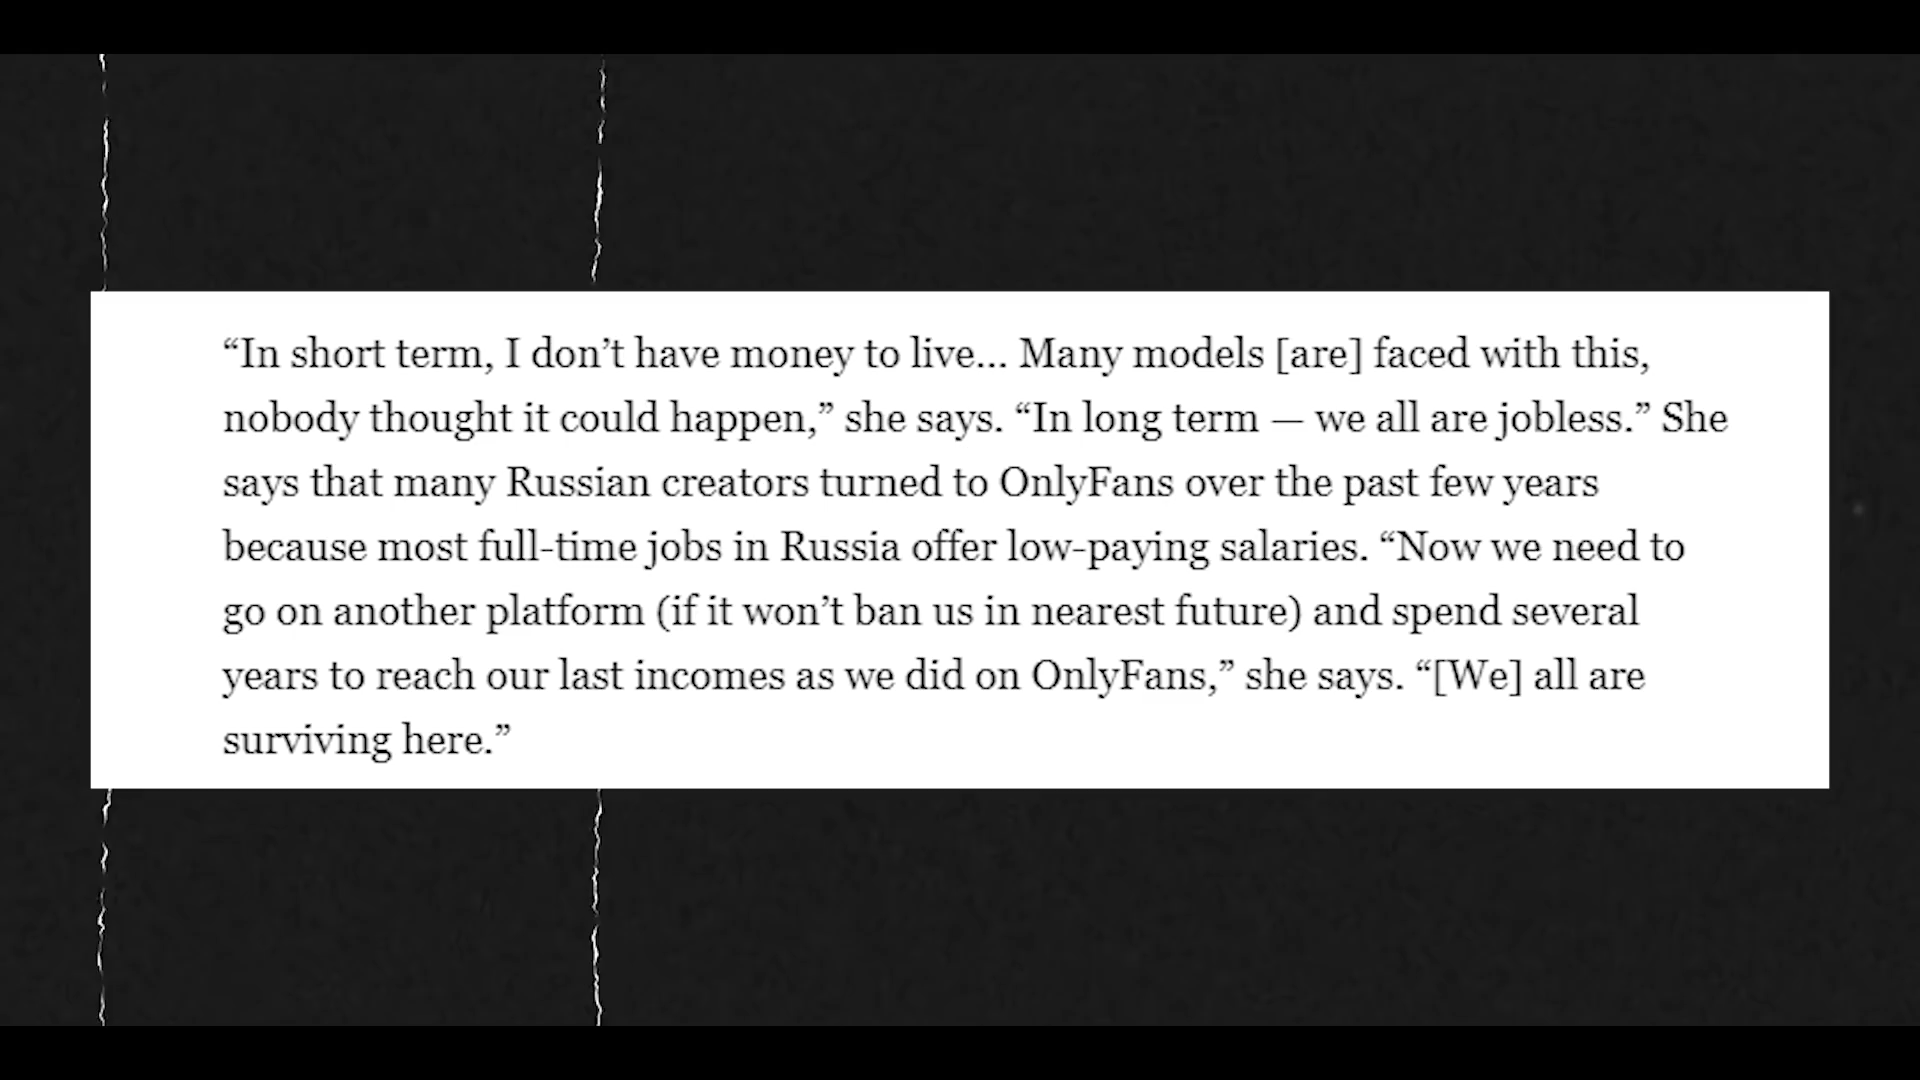 “In short term, I don’t have money to live... Many models [are] faced with this,
nobody thought it could happen,” she says. “In long term — we all are jobless.” She
says that many Russian creators turned to OnlyFans over the past few years
because most full-time jobs in Russia offer low-paying salaries. “Now we need to
go on another platform (if it won’t ban us in nearest future) and spend several
years to reach our last incomes as we did on OnlyFans,” she says. “[We] all are
surviving here.”